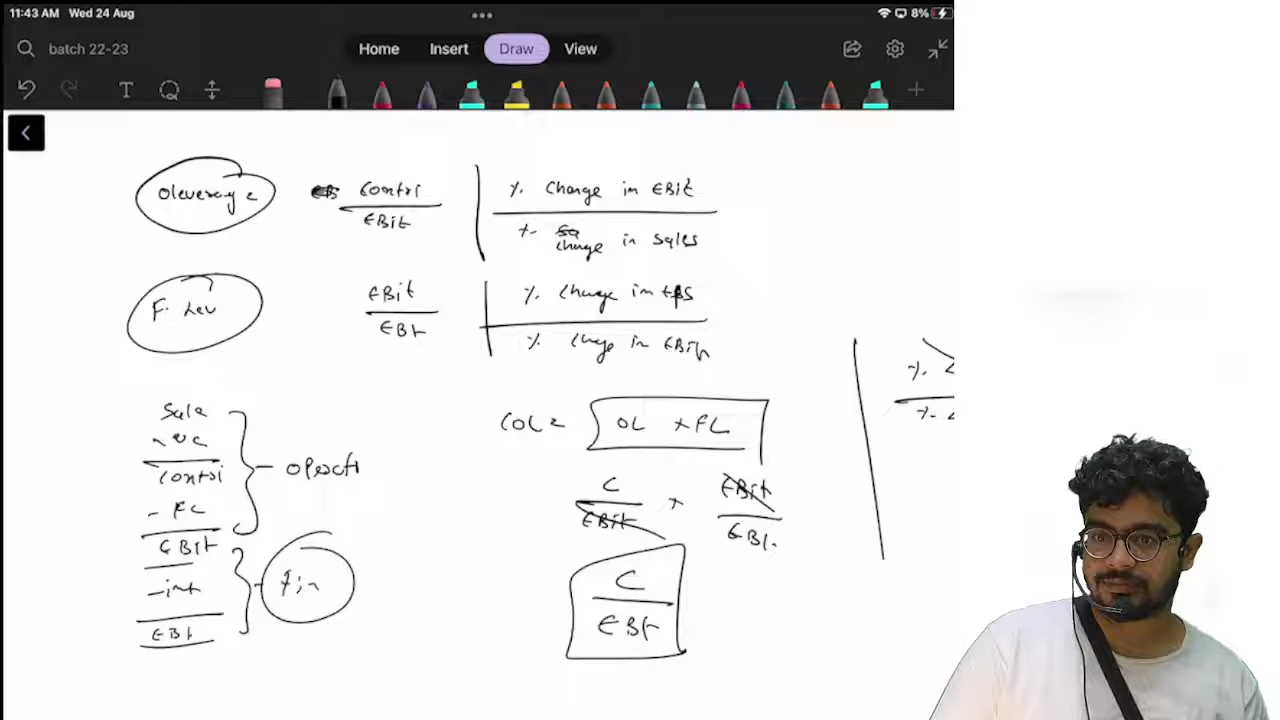 11:43 AM Wed 24 Aug
8%
batch 22-23
Home Insert Draw View
T
Oleverage
Contri
EBit
% Change in EBit
% change in Sales
F. Lev
EBit
EBt
% Change in EPS
% Change in EBit
Sale
- VC
Contri
- FC
EBit
- int
EBt
Operati
Fin
COL = OL × FL
C
EBit
×
EBit
EBt
C
EBt
%
%